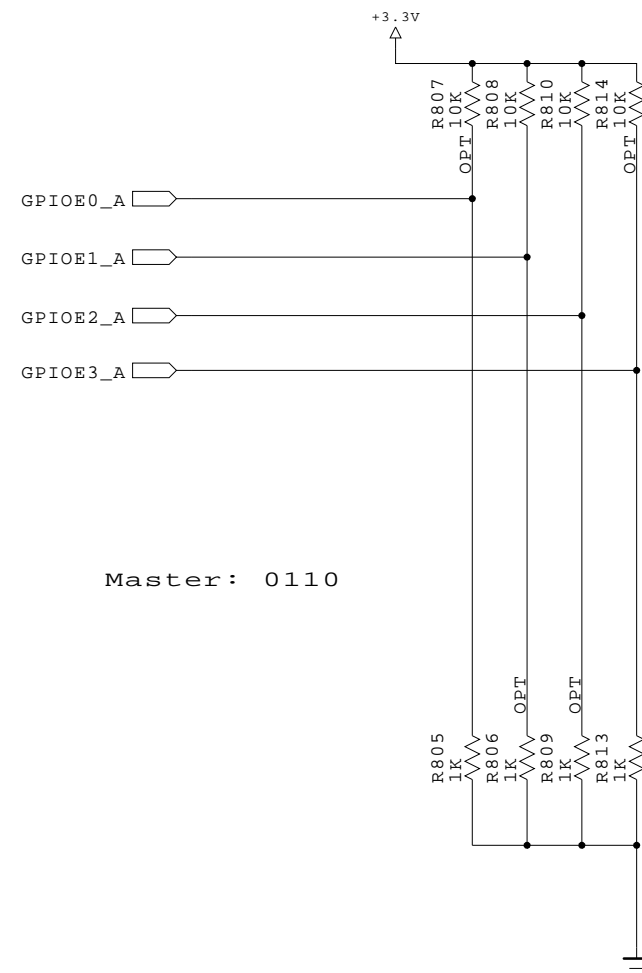 +3.3V
R807
10K
OPT
R808
10K
R810
10K
R814
10K
OPT
GPIOE0_A
GPIOE1_A
GPIOE2_A
GPIOE3_A
Master: 0110
R805
1K
R806
1K
OPT
R809
1K
OPT
R813
1K